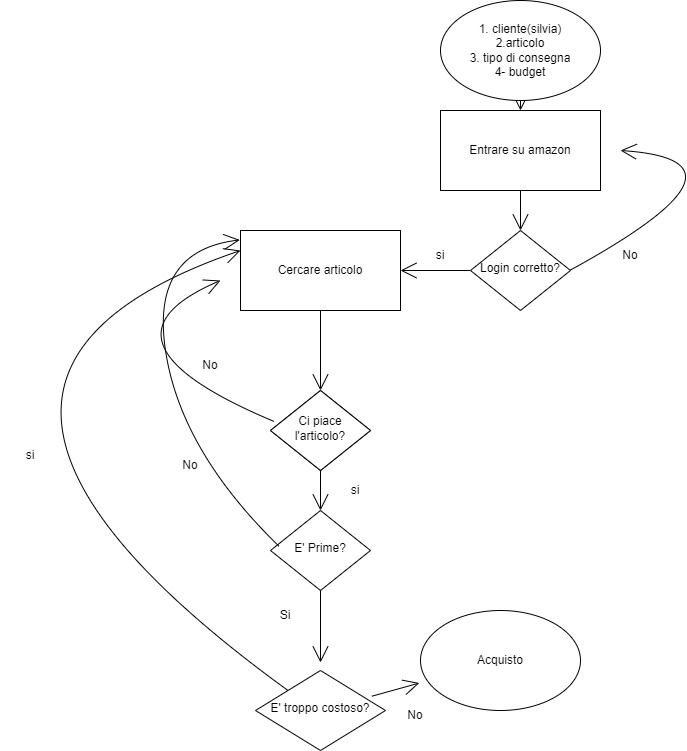 1. cliente(silvia)
2.articolo
3. tipo di consegna
4- budget
Entrare su amazon
Login corretto?
No
si
Cercare articolo
No
Ci piace
l'articolo?
si
No
si
E' Prime?
Si
E' troppo costoso?
No
Acquisto